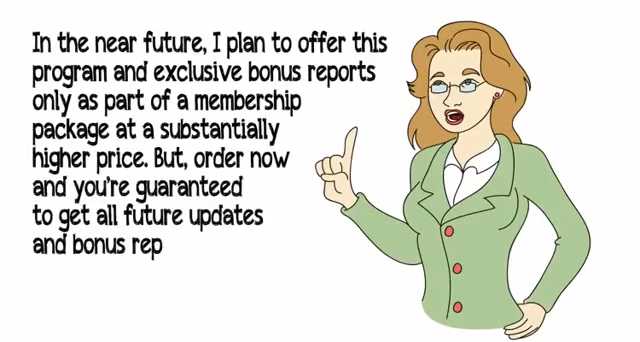 In the near future, I plan to offer this
program and exclusive bonus reports
only as part of a membership
package at a substantially
higher price. But, order now
and you're guaranteed
to get all future updates
and bonus rep